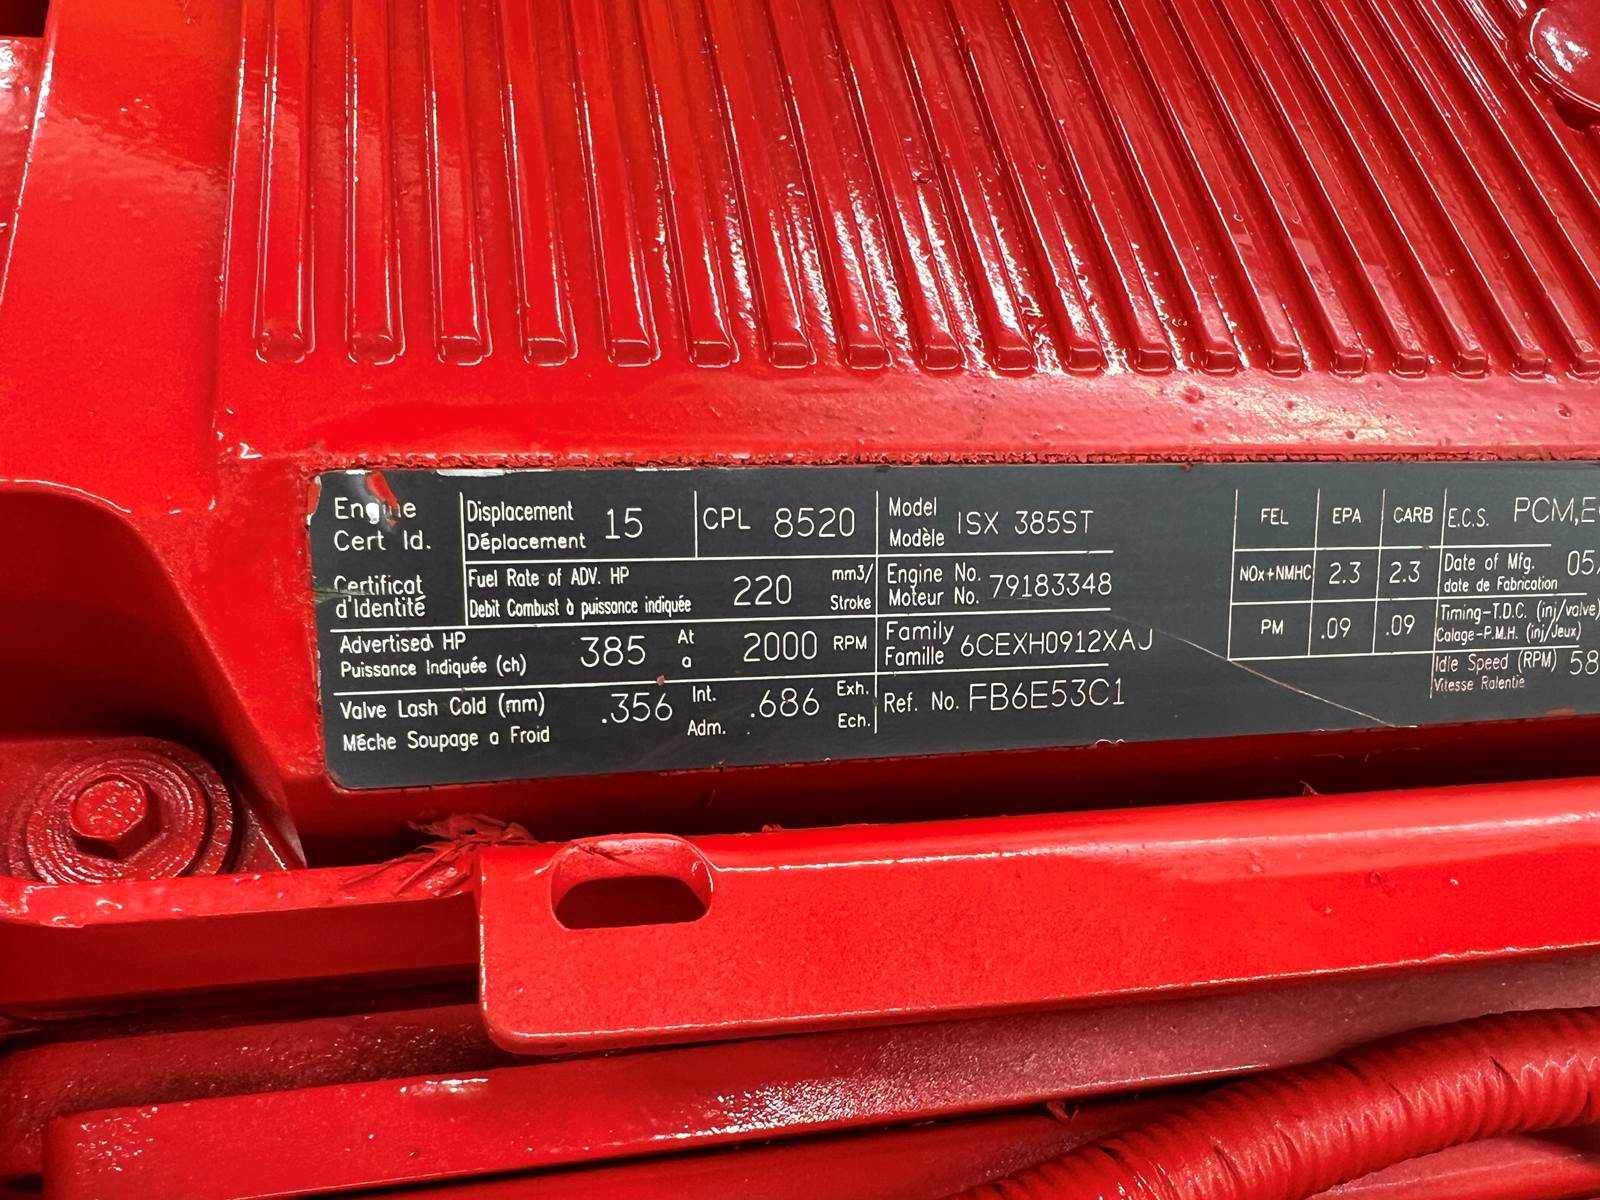 Engine
Cert Id.
Certificat
d'Identité
Displacement
Déplacement
15
CPL 8520
Fuel Rate of ADV. HP
Debit Combust à puissance indiquée
220
mm3/
Stroke
Advertised HP
Puissance Indiquée (ch)
385
At
a
2000 RPM
Valve Lash Cold (mm)
Méche Soupage a Froid
.356
Int.
Adm.
.686
Exh.
Ech.
Model
Modèle
ISX 385ST
Engine No.
Moteur No.
79183348
Family
Famille
6CEXH0912XAJ
Ref. No. FB6E53C1
FEL EPA CARB
NOx+NMHC 2.3 2.3
PM .09 .09
E.C.S. PCM,E
Date of Mfg.
date de Fabrication
05
Timing-T.D.C. (inj/valve)
Calage-P.M.H. (inj/Jeux)
Idle Speed (RPM)
Vitesse Ralentie
58